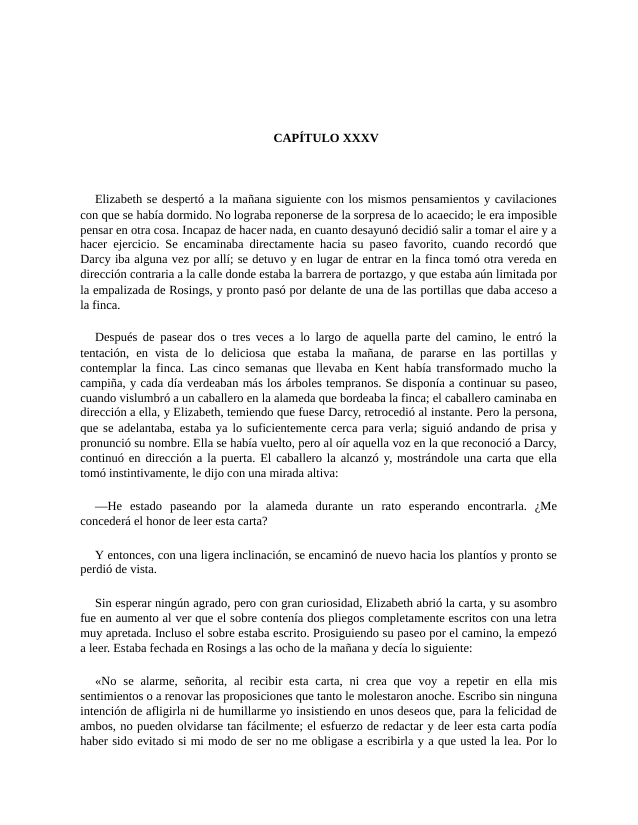 CAPÍTULO XXXV
Elizabeth se despertó a la mañana siguiente con los mismos pensamientos y cavilaciones
con que se había dormido. No lograba reponerse de la sorpresa de lo acaecido; le era imposible
pensar en otra cosa. Incapaz de hacer nada, en cuanto desayunó decidió salir a tomar el aire y a
hacer ejercicio. Se encaminaba directamente hacia su paseo favorito, cuando recordó que
Darcy iba alguna vez por allí; se detuvo y en lugar de entrar en la finca tomó otra vereda en
dirección contraria a la calle donde estaba la barrera de portazgo, y que estaba aún limitada por
la empalizada de Rosings, y pronto pasó por delante de una de las portillas que daba acceso a
la finca.
Después de pasear dos o tres veces a lo largo de aquella parte del camino, le entró la
tentación, en vista de lo deliciosa que estaba la mañana, de pararse en las portillas y
contemplar la finca. Las cinco semanas que llevaba en Kent había transformado mucho la
campiña, y cada día verdeaban más los árboles tempranos. Se disponía a continuar su paseo,
cuando vislumbró a un caballero en la alameda que bordeaba la finca; el caballero caminaba en
dirección a ella, y Elizabeth, temiendo que fuese Darcy, retrocedió al instante. Pero la persona,
que se adelantaba, estaba ya lo suficientemente cerca para verla; siguió andando de prisa y
pronunció su nombre. Ella se había vuelto, pero al oír aquella voz en la que reconoció a Darcy,
continuó en dirección a la puerta. El caballero la alcanzó y, mostrándole una carta que ella
tomó instintivamente, le dijo con una mirada altiva:
—He estado paseando por la alameda durante un rato esperando encontrarla. ¿Me
concederá el honor de leer esta carta?
Y entonces, con una ligera inclinación, se encaminó de nuevo hacia los plantíos y pronto se
perdió de vista.
Sin esperar ningún agrado, pero con gran curiosidad, Elizabeth abrió la carta, y su asombro
fue en aumento al ver que el sobre contenía dos pliegos completamente escritos con una letra
muy apretada. Incluso el sobre estaba escrito. Prosiguiendo su paseo por el camino, la empezó
a leer. Estaba fechada en Rosings a las ocho de la mañana y decía lo siguiente:
«No se alarme, señorita, al recibir esta carta, ni crea que voy a repetir en ella mis
sentimientos o a renovar las proposiciones que tanto le molestaron anoche. Escribo sin ninguna
intención de afligirla ni de humillarme yo insistiendo en unos deseos que, para la felicidad de
ambos, no pueden olvidarse tan fácilmente; el esfuerzo de redactar y de leer esta carta podía
haber sido evitado si mi modo de ser no me obligase a escribirla y a que usted la lea. Por lo